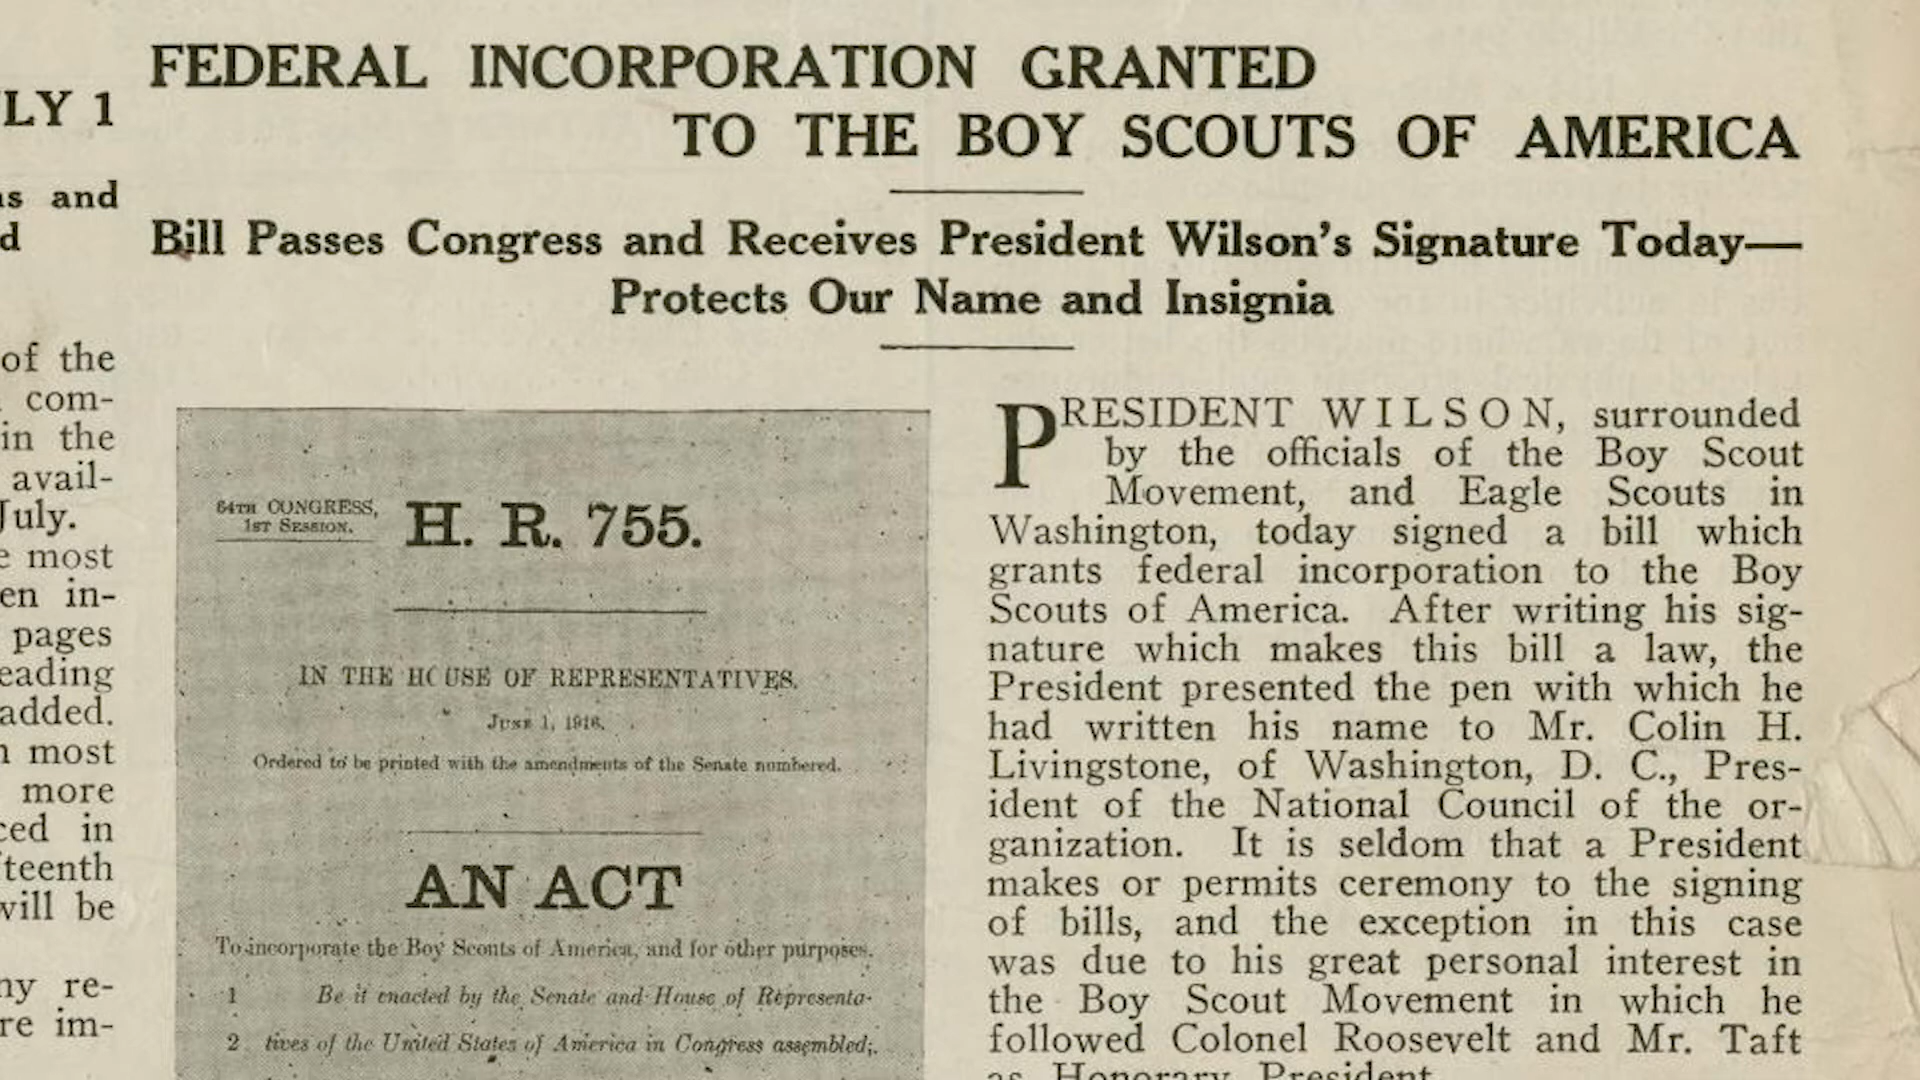 LY 1
ns and
d
of the
com-
in the
avail-
July.
e most
en in-
pages
eading
added.
n most
more
ced in
fteenth
will be
ny re-
re im-
FEDERAL INCORPORATION GRANTED
TO THE BOY SCOUTS OF AMERICA
Bill Passes Congress and Receives President Wilson's Signature Today—
Protects Our Name and Insignia
64TH CONGRESS,
1ST SESSION.
H. R. 755.
IN THE HOUSE OF REPRESENTATIVES.
JUNE 1, 1916.
Ordered to be printed with the amendments of the Senate numbered.
AN ACT
To incorporate the Boy Scouts of America, and for other purposes.
1 Be it enacted by the Senate and House of Representa-
2 tives of the United States of America in Congress assembled,
PRESIDENT WILSON, surrounded
by the officials of the Boy Scout
Movement, and Eagle Scouts in
Washington, today signed a bill which
grants federal incorporation to the Boy
Scouts of America. After writing his sig-
nature which makes this bill a law, the
President presented the pen with which he
had written his name to Mr. Colin H.
Livingstone, of Washington, D. C., Pres-
ident of the National Council of the or-
ganization. It is seldom that a President
makes or permits ceremony to the signing
of bills, and the exception in this case
was due to his great personal interest in
the Boy Scout Movement in which he
followed Colonel Roosevelt and Mr. Taft
as Honorary President